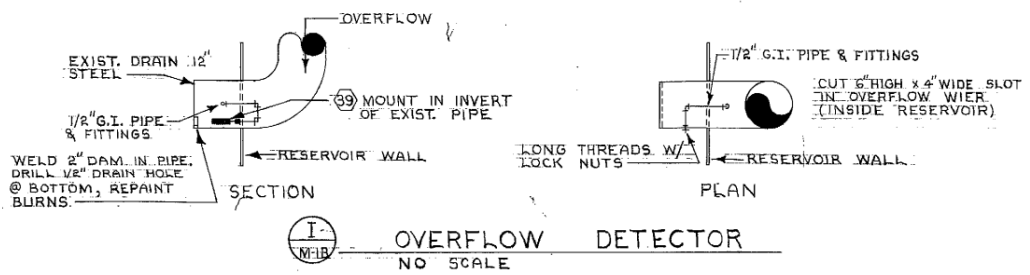 OVERFLOW
EXIST. DRAIN 12"
STEEL
39 MOUNT IN INVERT
OF EXIST. PIPE
1/2" G.I. PIPE
& FITTINGS
WELD 2" DAM IN PIPE,
DRILL 1/2" DRAIN HOLE
@ BOTTOM, REPAINT
BURNS
RESERVOIR WALL
SECTION
1/2" G.I. PIPE & FITTINGS
CUT 6" HIGH x 4" WIDE SLOT
IN OVERFLOW WIER
(INSIDE RESERVOIR)
LONG THREADS W/
LOCK NUTS
RESERVOIR WALL
PLAN
I
M-1B
OVERFLOW DETECTOR
NO SCALE